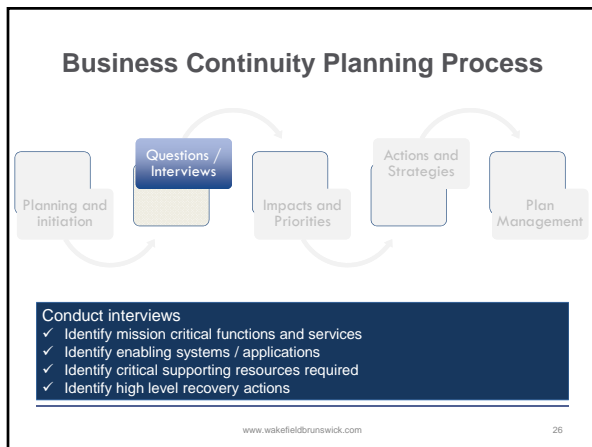 Business Continuity Planning Process
Planning and
initiation
Questions /
Interviews
Impacts and
Priorities
Actions and
Strategies
Plan
Management
Conduct interviews
✓ Identify mission critical functions and services
✓ Identify enabling systems / applications
✓ Identify critical supporting resources required
✓ Identify high level recovery actions
www.wakefieldbrunswick.com
26